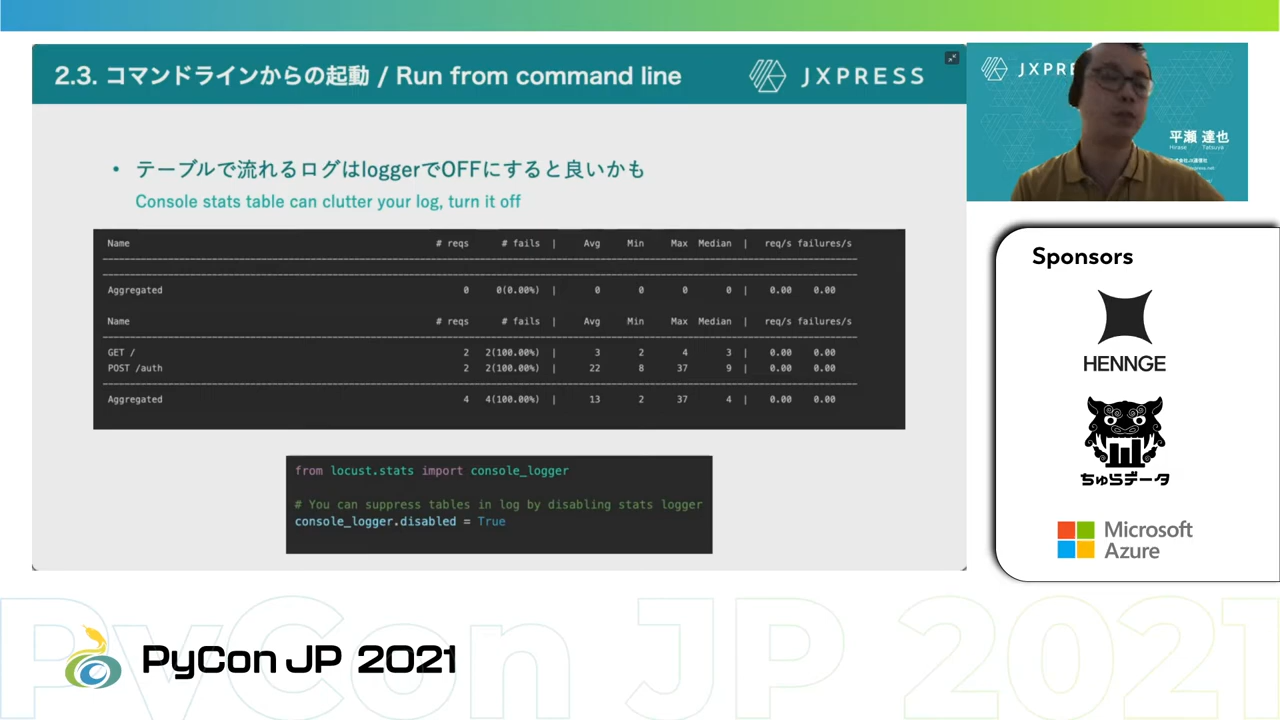 2.3. コマンドラインからの起動 / Run from command line
JXPRESS
• テーブルで流れるログはloggerでOFFにすると良いかも
Console stats table can clutter your log, turn it off
Name # reqs # fails | Avg Min Max Median | req/s failures/s
Aggregated 0 0(0.00%) | 0 0 0 0 | 0.00 0.00
Name # reqs # fails | Avg Min Max Median | req/s failures/s
GET / 2 2(100.00%) | 3 2 4 3 | 0.00 0.00
POST /auth 2 2(100.00%) | 22 8 37 9 | 0.00 0.00
Aggregated 4 4(100.00%) | 13 2 37 4 | 0.00 0.00
from locust.stats import console_logger
# You can suppress tables in log by disabling stats logger
console_logger.disabled = True
JXPRE
平瀬 達也
Hirase Tatsuya
Sponsors
HENNGE
ちゅらデータ
Microsoft
Azure
PyCon JP 2021
PyCon JP 2021